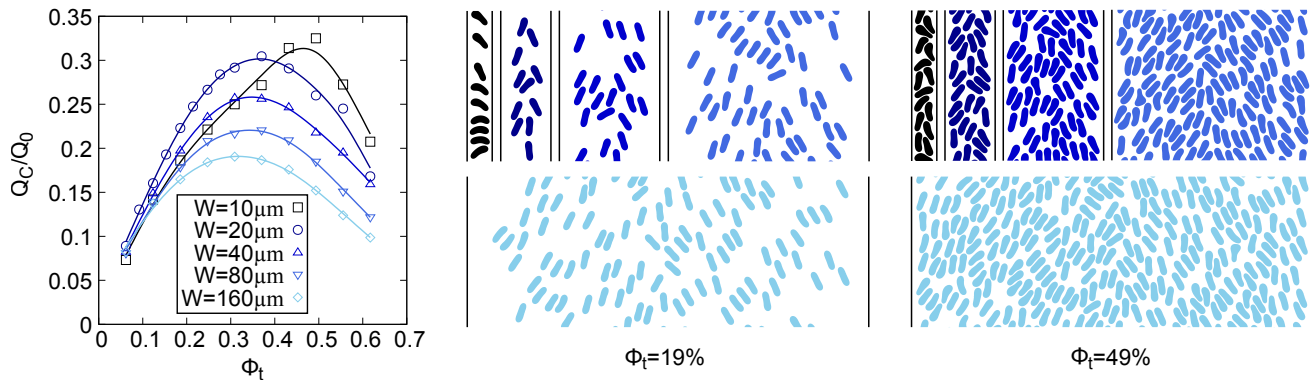 0.35
0.3
0.25
0.2
0.15
0.1
0.05
0
Q_C/Q_0
W=10µm
W=20µm
W=40µm
W=80µm
W=160µm
0 0.1 0.2 0.3 0.4 0.5 0.6 0.7
Φ_t
Φ_t=19%
Φ_t=49%